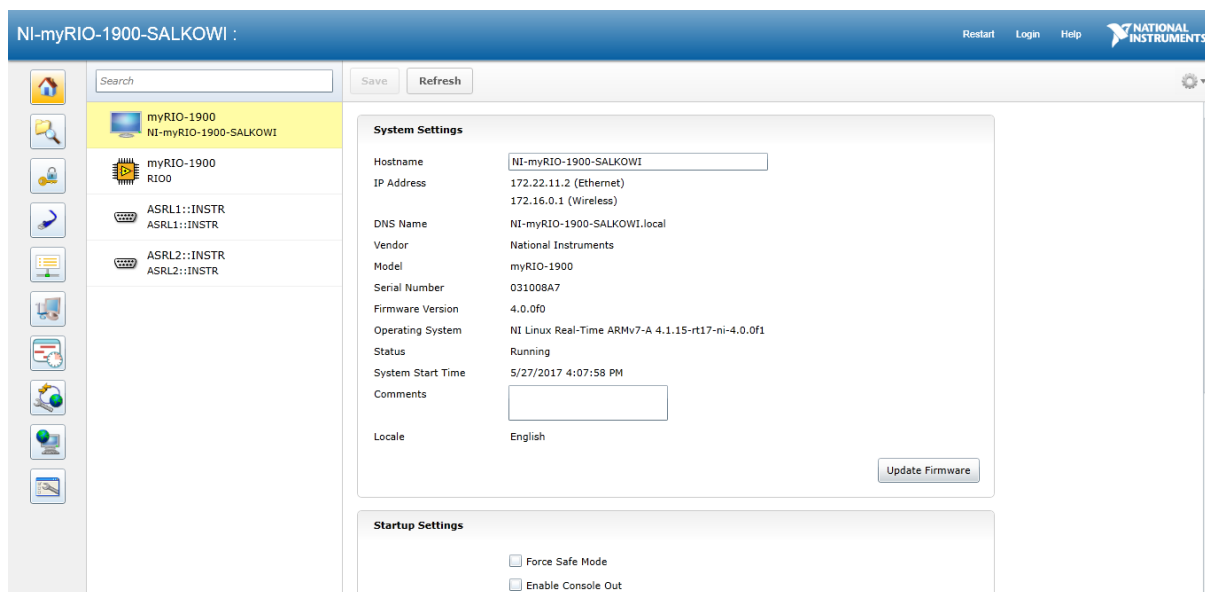 NI-myRIO-1900-SALKOWI :
Restart Login Help
NATIONAL
INSTRUMENTS
Search
Save Refresh
myRIO-1900
NI-myRIO-1900-SALKOWI
myRIO-1900
RIO0
ASRL1::INSTR
ASRL1::INSTR
ASRL2::INSTR
ASRL2::INSTR
System Settings
Hostname NI-myRIO-1900-SALKOWI
IP Address 172.22.11.2 (Ethernet)
172.16.0.1 (Wireless)
DNS Name NI-myRIO-1900-SALKOWI.local
Vendor National Instruments
Model myRIO-1900
Serial Number 031008A7
Firmware Version 4.0.0f0
Operating System NI Linux Real-Time ARMv7-A 4.1.15-rt17-ni-4.0.0f1
Status Running
System Start Time 5/27/2017 4:07:58 PM
Comments
Locale English
Update Firmware
Startup Settings
Force Safe Mode
Enable Console Out